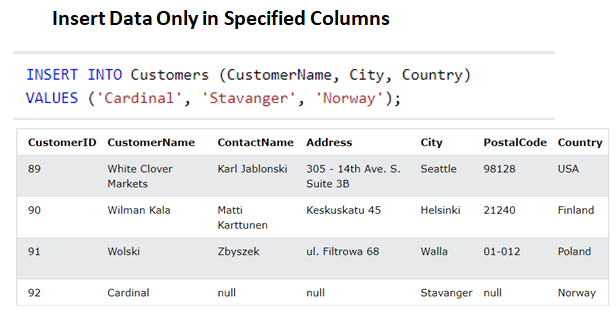 Insert Data Only in Specified Columns
INSERT INTO Customers (CustomerName, City, Country)
VALUES ('Cardinal', 'Stavanger', 'Norway');
CustomerID CustomerName ContactName Address City PostalCode Country
89 White Clover Karl Jablonski 305 - 14th Ave. S. Seattle 98128 USA
Markets Suite 3B
90 Wilman Kala Matti Keskuskatu 45 Helsinki 21240 Finland
Karttunen
91 Wolski Zbyszek ul. Filtrowa 68 Walla 01-012 Poland
92 Cardinal null null Stavanger null Norway